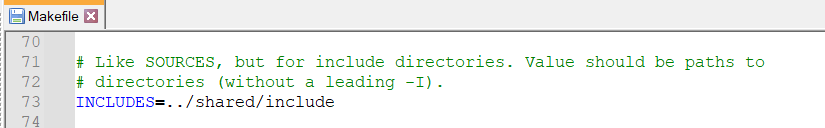 Makefile
70
71 # Like SOURCES, but for include directories. Value should be paths to
72 # directories (without a leading -I).
73 INCLUDES=../shared/include
74